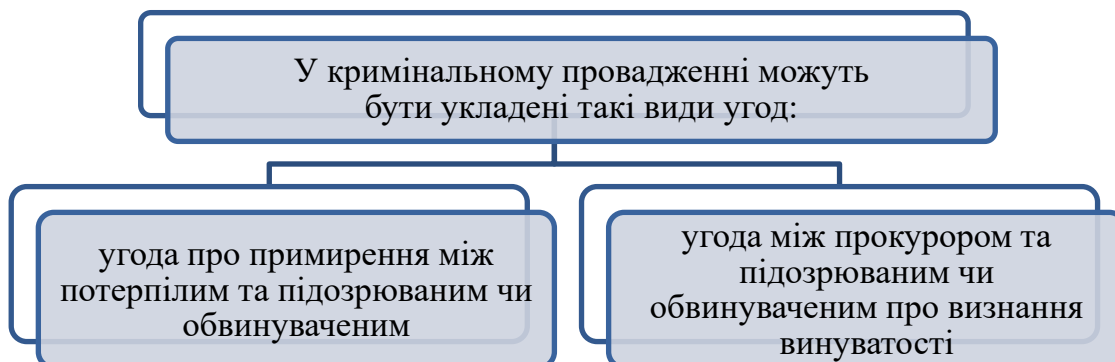 У кримінальному провадженні можуть
бути укладені такі види угод:
угода про примирення між
потерпілим та підозрюваним чи
обвинуваченим
угода між прокурором та
підозрюваним чи
обвинуваченим про визнання
винуватості